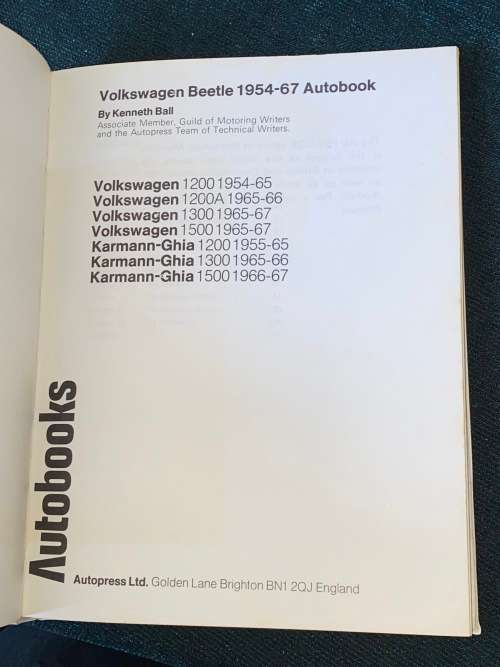 Volkswagen Beetle 1954-67 Autobook
By Kenneth Ball
Associate Member, Guild of Motoring Writers
and the Autopress Team of Technical Writers.
Volkswagen 1200 1954-65
Volkswagen 1200A 1965-66
Volkswagen 1300 1965-67
Volkswagen 1500 1965-67
Karmann-Ghia 1200 1955-65
Karmann-Ghia 1300 1965-66
Karmann-Ghia 1500 1966-67
Autobooks
Autopress Ltd. Golden Lane Brighton BN1 2QJ England